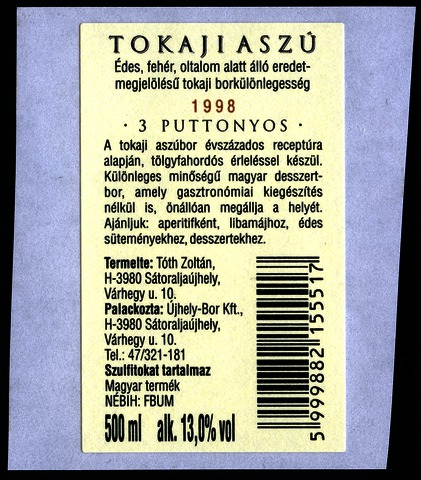 TOKAJI ASZÚ
Édes, fehér, oltalom alatt álló eredet-
megjelölésű tokaji borkülönlegesség
1998
· 3 PUTTONYOS ·
A tokaji aszúbor évszázados receptúra
alapján, tölgyfahordós érleléssel készül.
Különleges minőségű magyar desszert-
bor, amely gasztronómiai kiegészítés
nélkül is, önállóan megállja a helyét.
Ajánljuk: aperitifként, libamájhoz, édes
süteményekhez, desszertekhez.
Termelte: Tóth Zoltán,
H-3980 Sátoraljaújhely,
Várhegy u. 10.
Palackozta: Újhely-Bor Kft.,
H-3980 Sátoraljaújhely,
Várhegy u. 10.
Tel.: 47/321-181
Szulfitokat tartalmaz
Magyar termék
NÉBIH: FBUM
500 ml alk. 13,0% vol
5 999882 155517